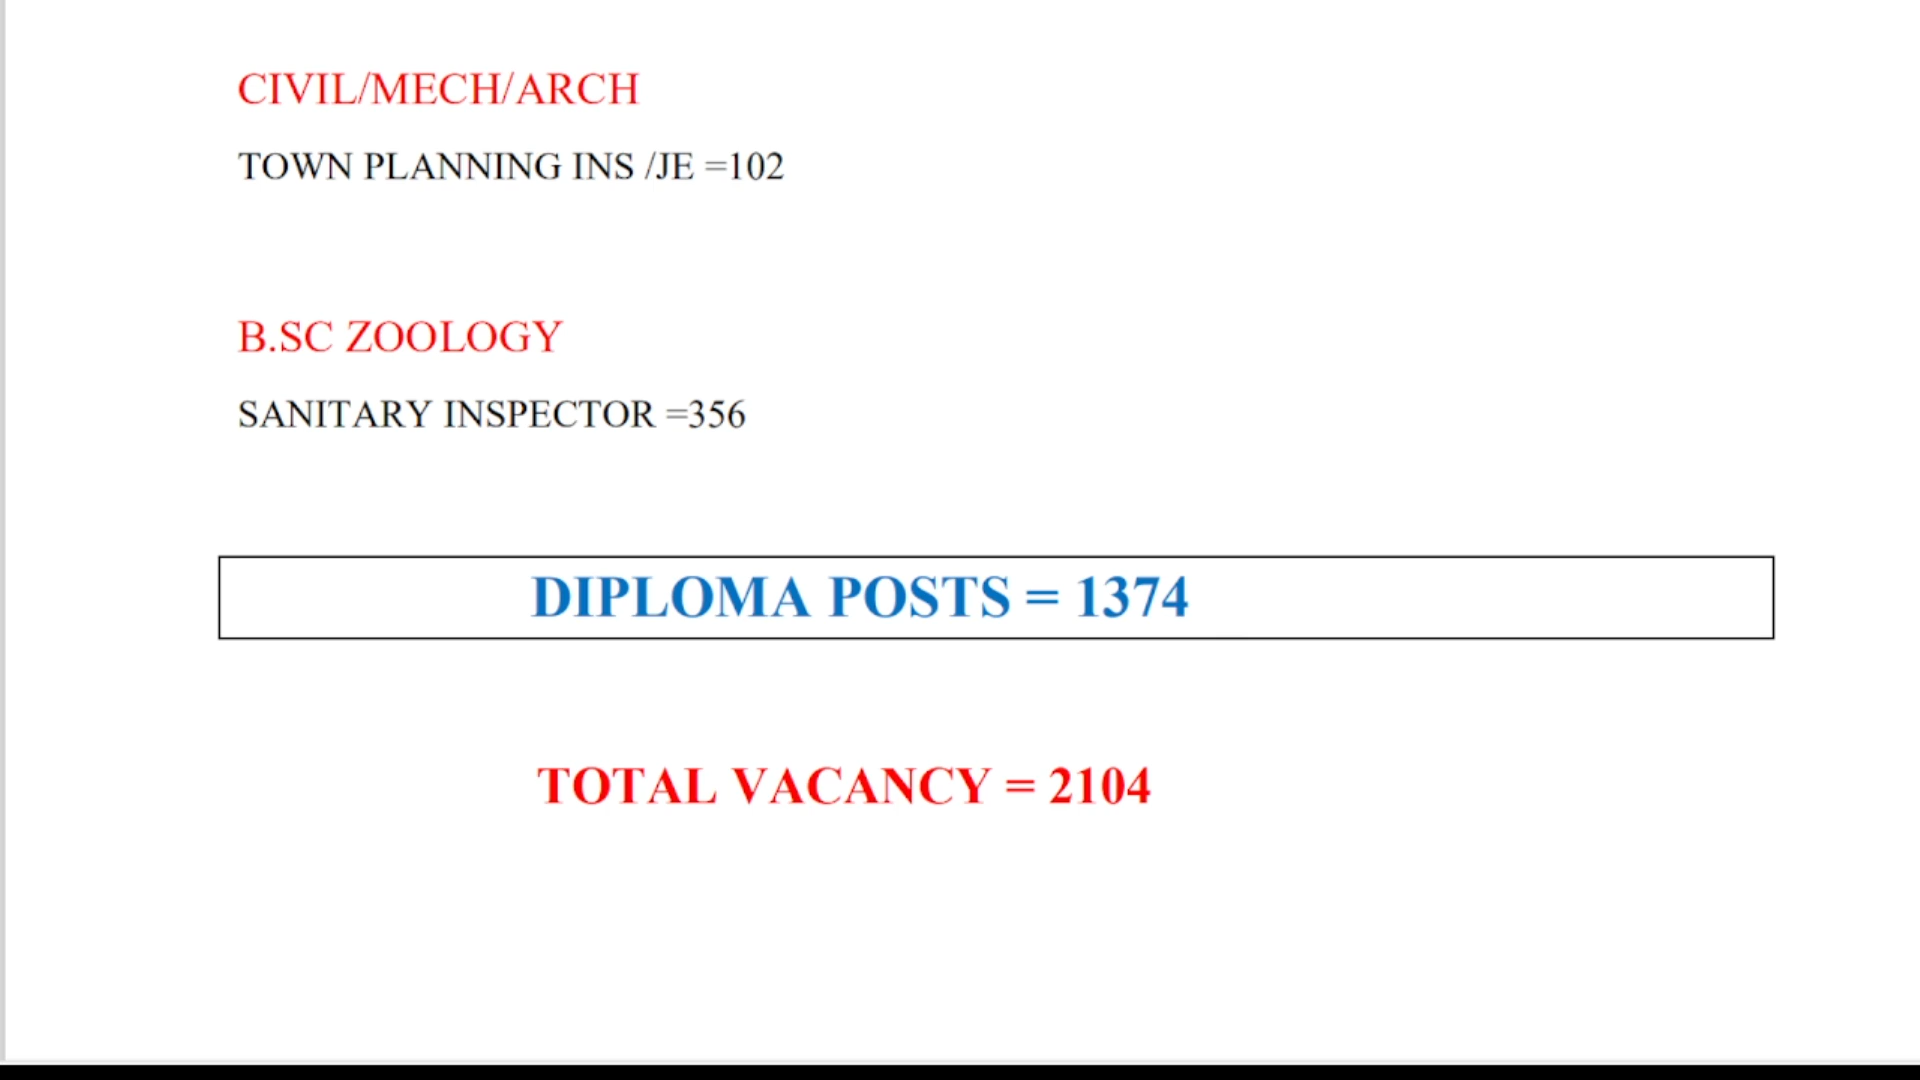 CIVIL/MECH/ARCH
TOWN PLANNING INS /JE =102
B.SC ZOOLOGY
SANITARY INSPECTOR =356
DIPLOMA POSTS = 1374
TOTAL VACANCY = 2104